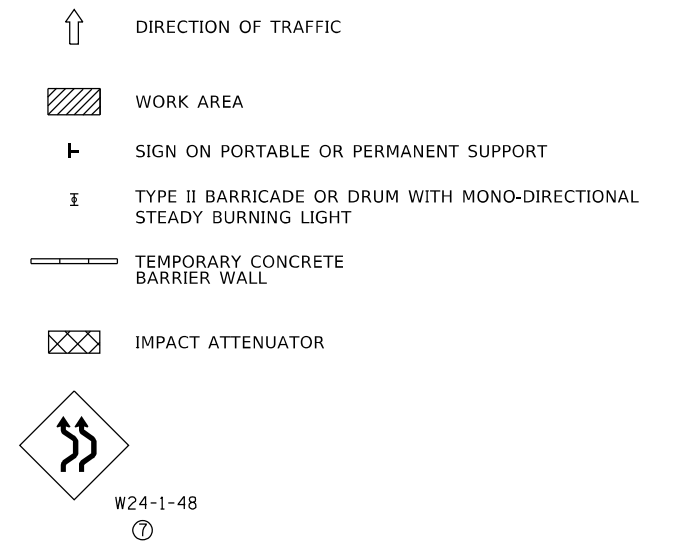 DIRECTION OF TRAFFIC
WORK AREA
SIGN ON PORTABLE OR PERMANENT SUPPORT
TYPE II BARRICADE OR DRUM WITH MONO-DIRECTIONAL
STEADY BURNING LIGHT
TEMPORARY CONCRETE
BARRIER WALL
IMPACT ATTENUATOR
W24-1-48
7